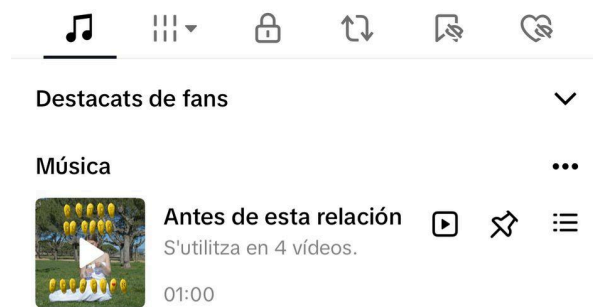 Destacats de fans
Música
Antes de esta relación
S'utilitza en 4 vídeos.
01:00